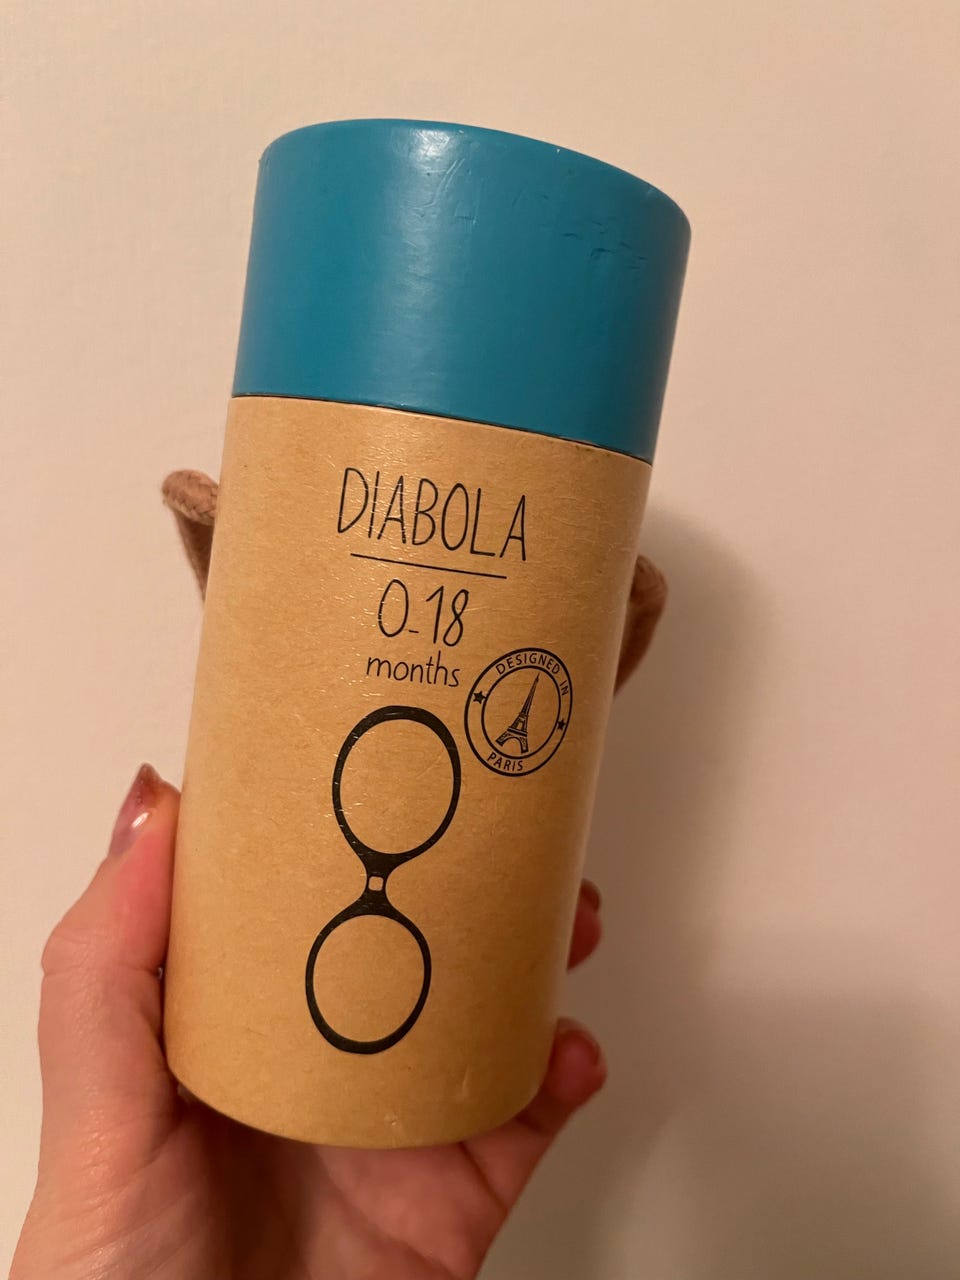 DIABOLA
0-18
months
DESIGNED IN
PARIS